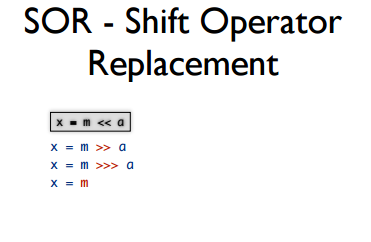 SOR - Shift Operator
Replacement
x = m << a
x = m >> a
x = m >>> a
x = m